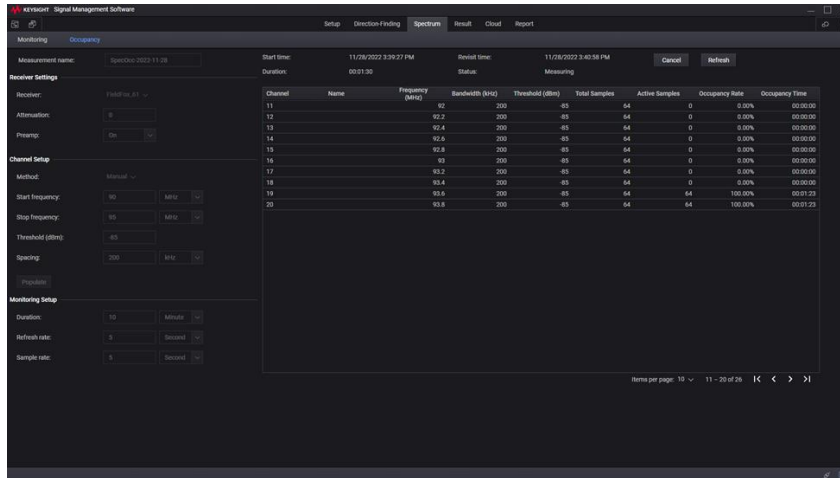 KEYSIGHT Signal Management Software
Setup Direction-Finding Spectrum Result Cloud Report
Monitoring Occupancy
Measurement name: SpecOcc-2022-11-28
Receiver Settings
Receiver:
Attenuation: 0
Preamp: On
Channel Setup
Method: Manual
Start frequency: 90 MHz
Stop frequency: 95 MHz
Threshold (dBm): -85
Spacing: 200 kHz
Populate
Monitoring Setup
Duration: 10 Minute
Refresh rate: 5 Second
Sample rate: Second
Start time: 11/28/2022 3:39:27 PM Revisit time: 11/28/2022 3:40:58 PM Cancel Refresh
Duration: 00:01:30 Status: Measuring
Channel Name Frequency (MHz) Bandwidth (kHz) Threshold (dBm) Total Samples Active Samples Occupancy Rate Occupancy Time
11 92 200 -85 64 0 0.00% 00:00:00
12 92.2 200 -85 64 0 0.00% 00:00:00
13 92.4 200 -85 64 0 0.00% 00:00:00
14 92.6 200 -85 64 0 0.00% 00:00:00
15 92.8 200 -85 64 0 0.00% 00:00:00
16 93 200 -85 64 0 0.00% 00:00:00
17 93.2 200 -85 64 0 0.00% 00:00:00
18 93.4 200 -85 64 0 0.00% 00:00:00
19 93.6 200 -85 64 64 100.00% 00:01:23
20 93.8 200 -85 64 64 100.00% 00:01:23
Items per page: 10 11 – 20 of 26